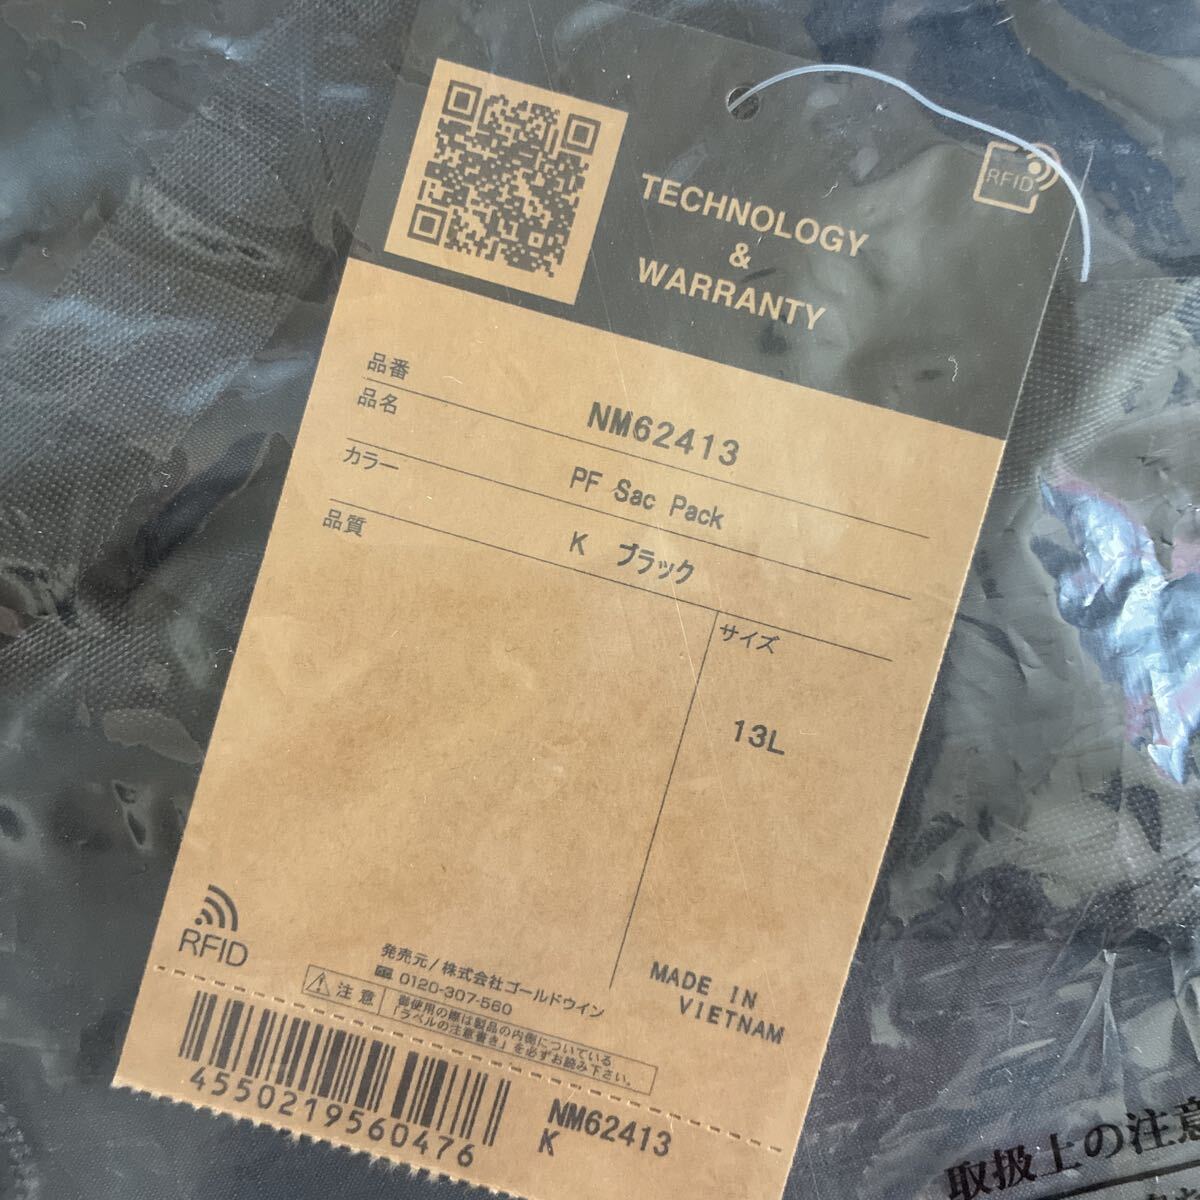 TECHNOLOGY
&
WARRANTY
RFID
品番
NM62413
品名
PF Sac Pack
カラー
K ブラック
品質
サイズ
13L
RFID
発売元/株式会社ゴールドウイン
0120-307-560
MADE IN
VIETNAM
注意
御使用の際は製品の内側についている
「ラベルの注意書き」を必ずお読み下さい。
4550219560476
NM62413
K
取扱上の注意